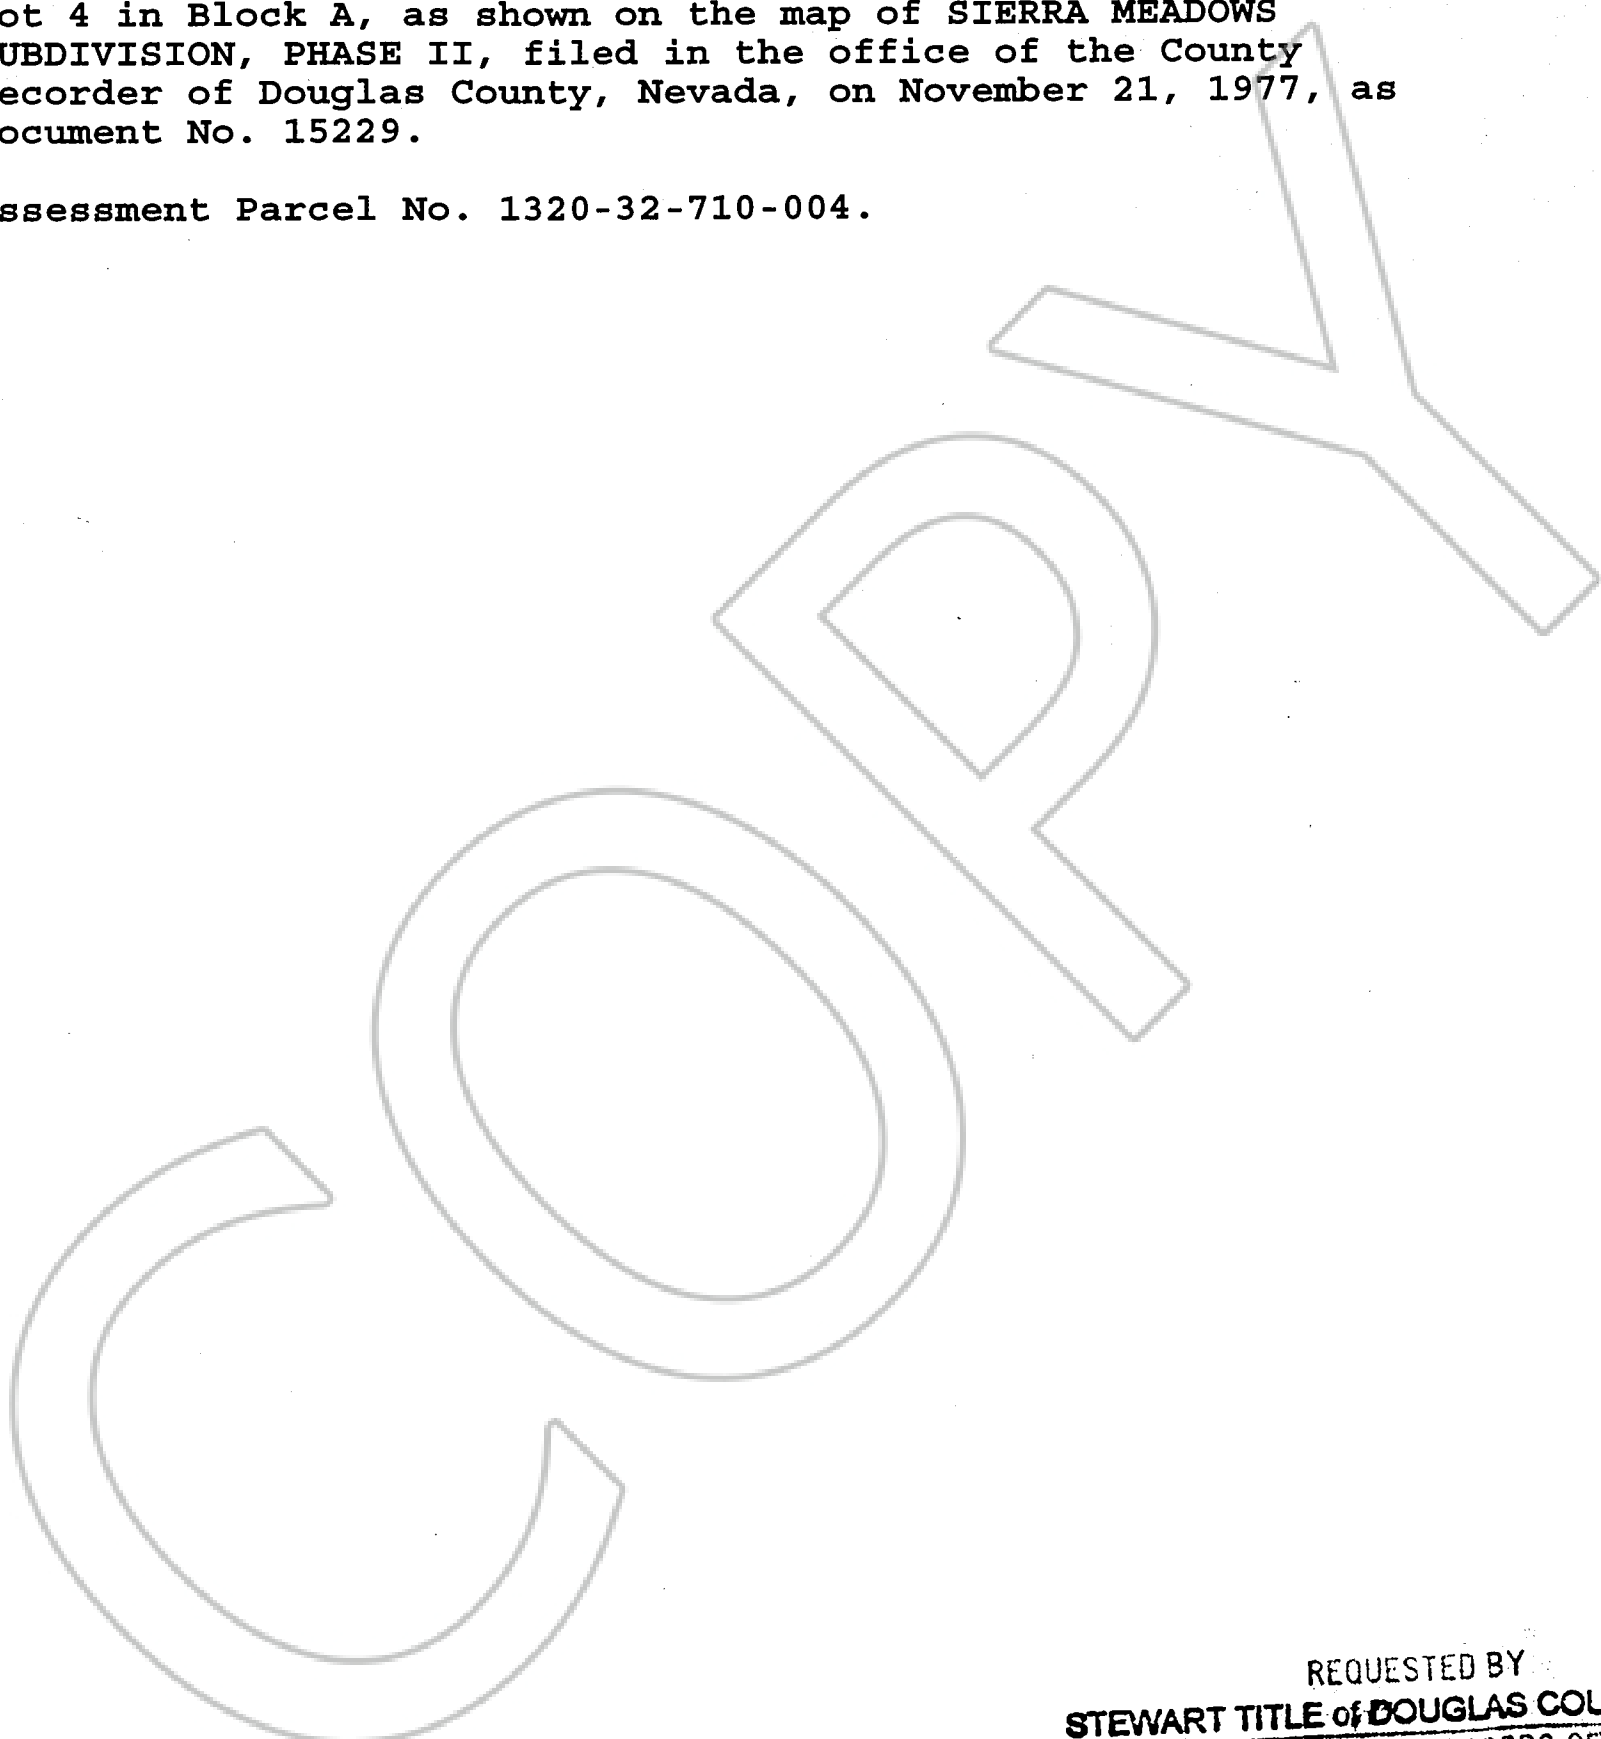 ot 4 in Block A, as shown on the map of SIERRA MEADOWS
UBDIVISION, PHASE II, filed in the office of the County
ecorder of Douglas County, Nevada, on November 21, 1977, as
ocument No. 15229.
ssessment Parcel No. 1320-32-710-004.
COPY
REQUESTED BY
STEWART TITLE of DOUGLAS COU